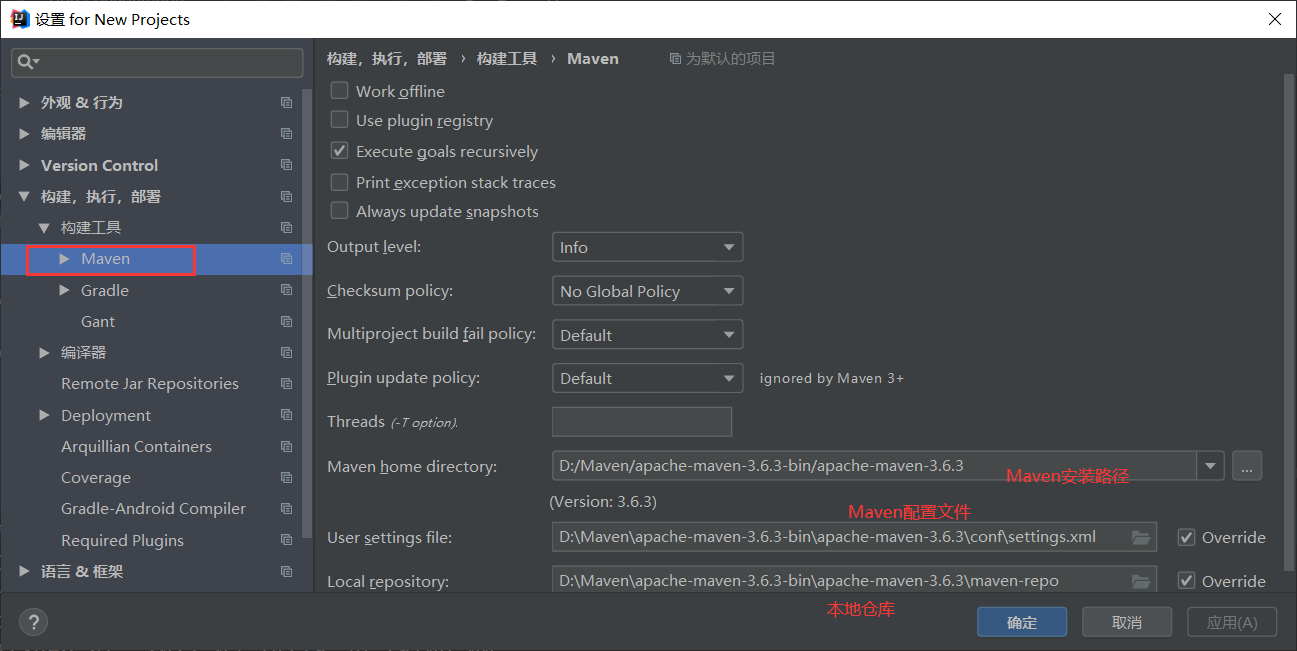 设置 for New Projects
外观 & 行为
编辑器
Version Control
构建，执行，部署
构建工具
Maven
Gradle
Gant
编译器
Remote Jar Repositories
Deployment
Arquillian Containers
Coverage
Gradle-Android Compiler
Required Plugins
语言 & 框架
构建，执行，部署 › 构建工具 › Maven 为默认的项目
Work offline
Use plugin registry
Execute goals recursively
Print exception stack traces
Always update snapshots
Output level: Info
Checksum policy: No Global Policy
Multiproject build fail policy: Default
Plugin update policy: Default ignored by Maven 3+
Threads (-T option).
Maven home directory: D:/Maven/apache-maven-3.6.3-bin/apache-maven-3.6.3 ...
Maven安装路径
(Version: 3.6.3)
Maven配置文件
User settings file: D:\Maven\apache-maven-3.6.3-bin\apache-maven-3.6.3\conf\settings.xml Override
Local repository: D:\Maven\apache-maven-3.6.3-bin\apache-maven-3.6.3\maven-repo Override
本地仓库
? 确定 取消 应用(A)